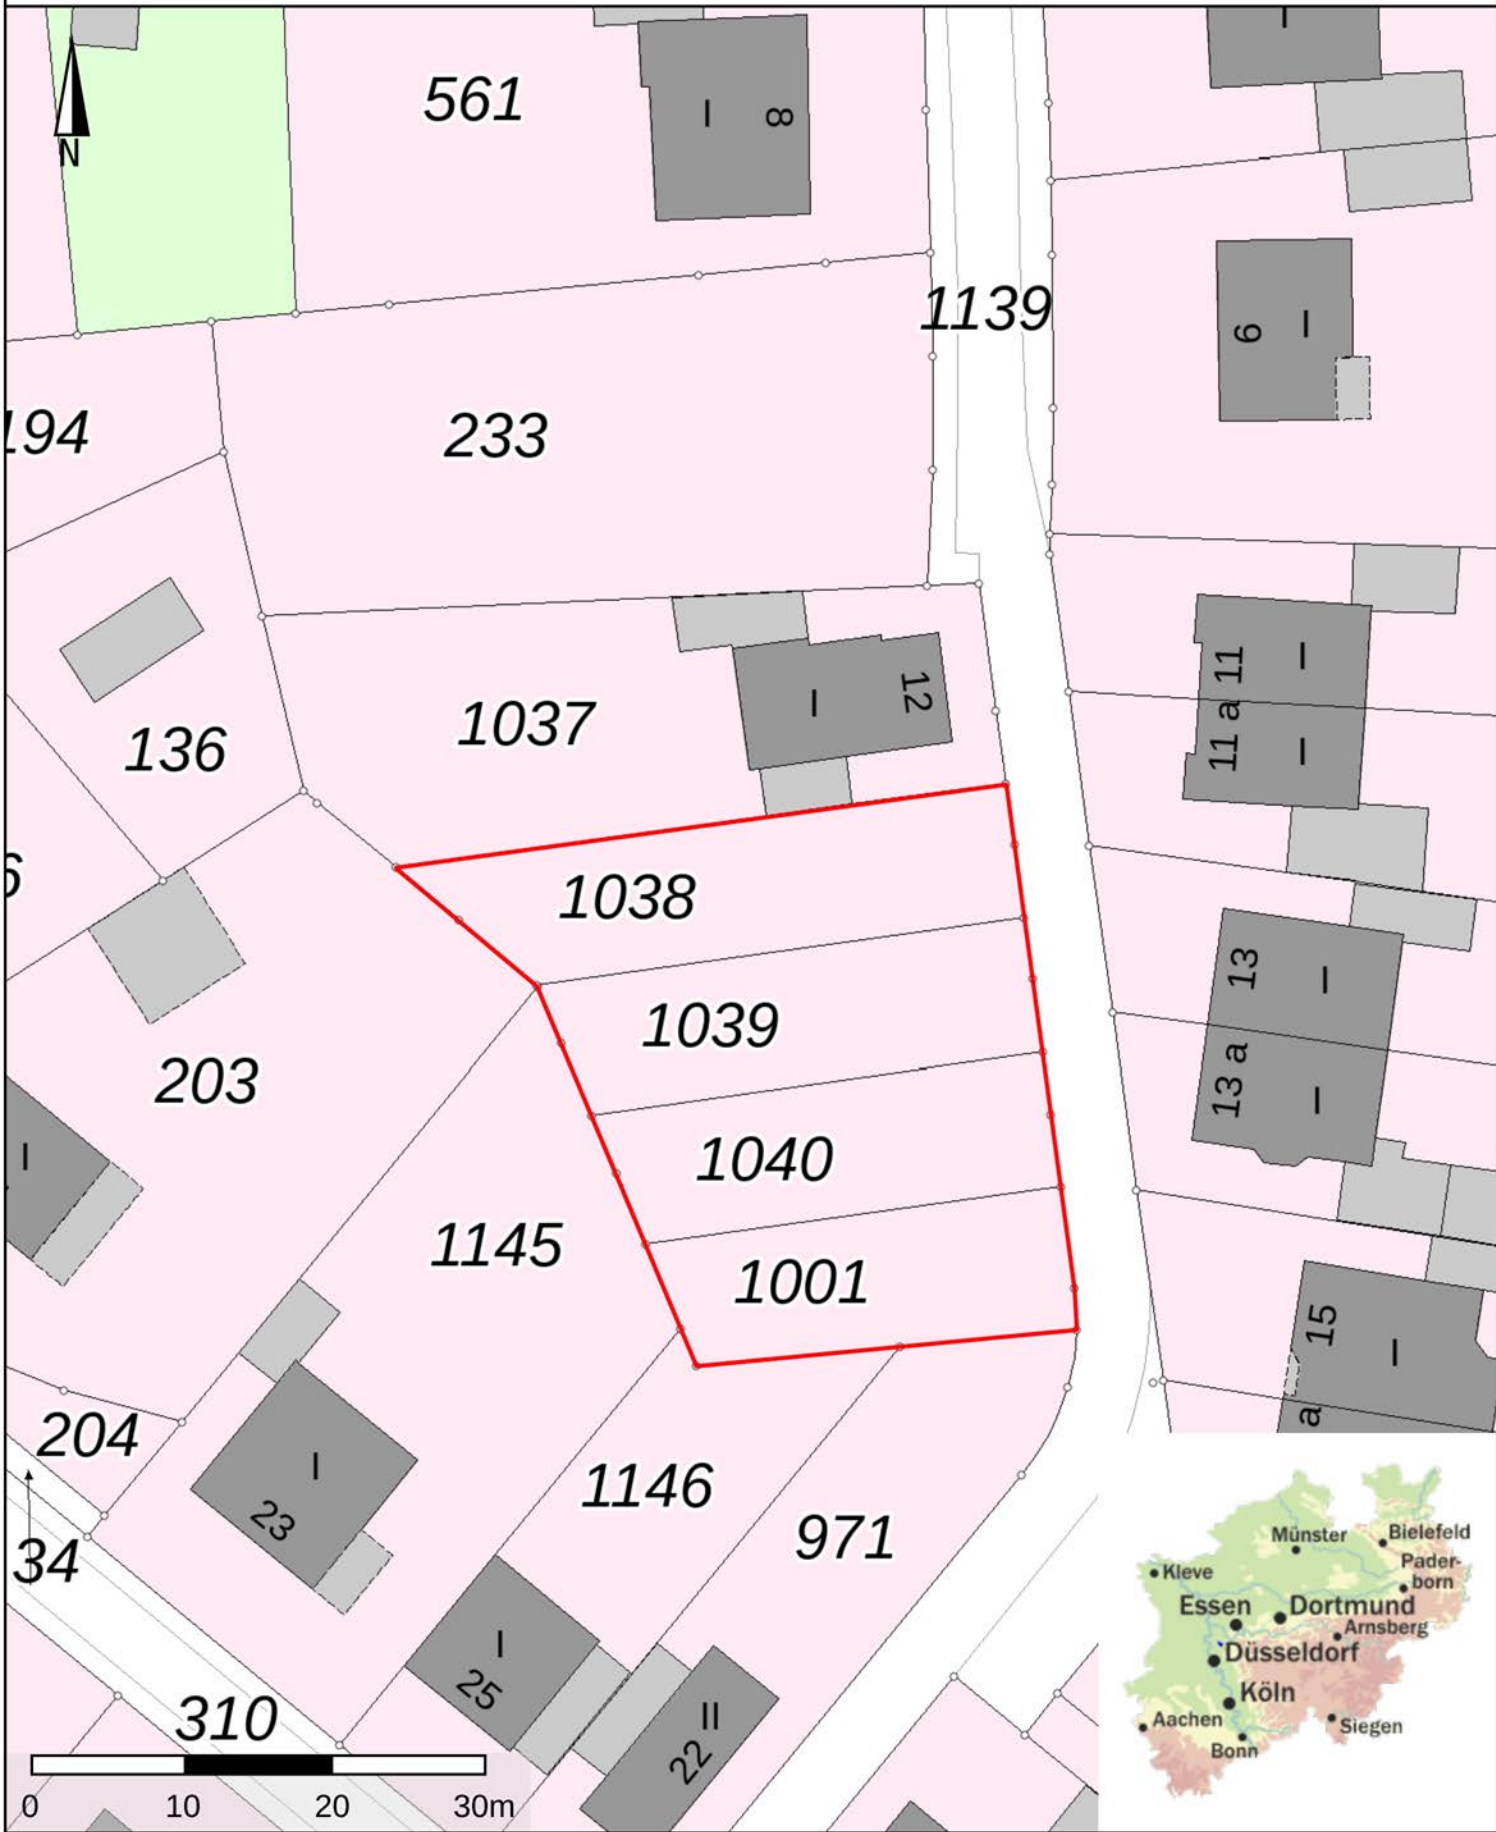 561
I 8
N
1139
6 I
194
233
11 I
I 12
1037
11 a I
136
1038
13 I
1039
13 a I
203
I
1040
1145
1001
15 I
a
204
I
23
1146
971
34
I
25
II
22
310
0 10 20 30m
Münster
Bielefeld
Kleve
Pader-
born
Essen
Dortmund
Arnsberg
Düsseldorf
Köln
Aachen
Siegen
Bonn